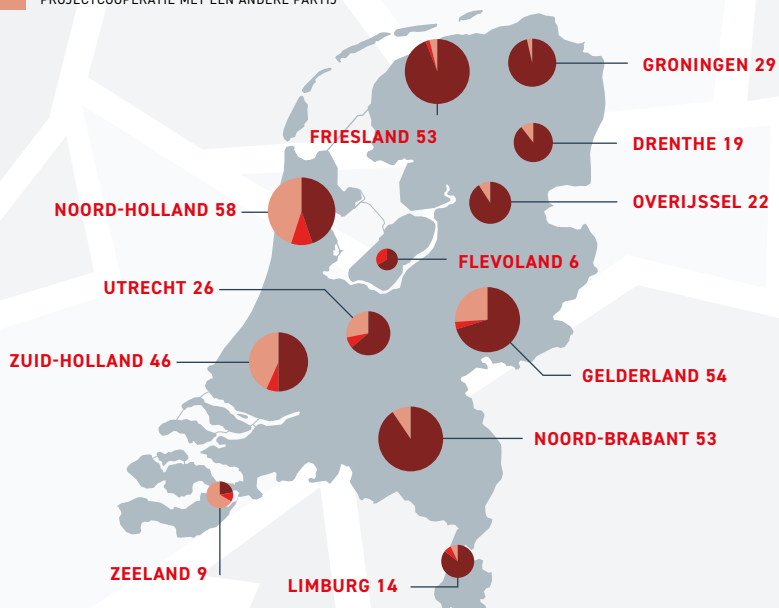 PROJECTCOÖPERATIE MET EEN ANDERE PARTIJ
GRONINGEN 29
FRIESLAND 53
DRENTHE 19
OVERIJSSEL 22
NOORD-HOLLAND 58
FLEVOLAND 6
UTRECHT 26
ZUID-HOLLAND 46
GELDERLAND 54
NOORD-BRABANT 53
ZEELAND 9
LIMBURG 14